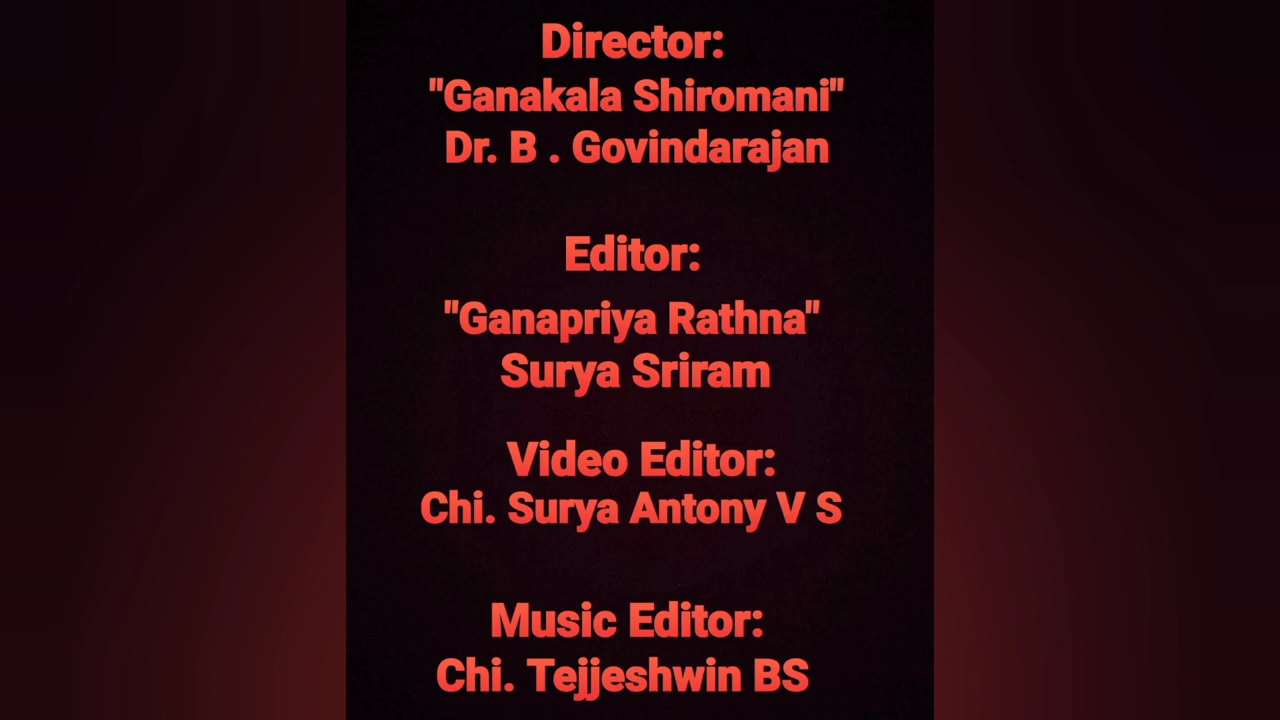 Director:
"Ganakala Shiromani"
Dr. B . Govindarajan
Editor:
"Ganapriya Rathna"
Surya Sriram
Video Editor:
Chi. Surya Antony V S
Music Editor:
Chi. Tejjeshwin BS